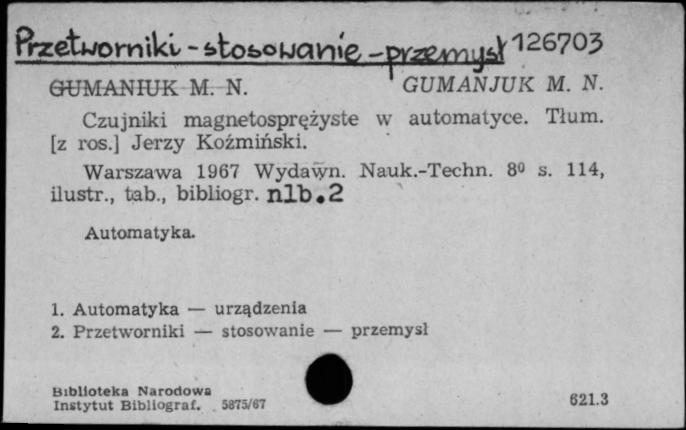 Przetworniki - stosowanie - przemysł 126703
GUMANIUK M. N. GUMANJUK M. N.
Czujniki magnetosprężyste w automatyce. Tłum.
[z ros.] Jerzy Koźmiński.
Warszawa 1967 Wydawn. Nauk.-Techn. 8⁰ s. 114,
ilustr., tab., bibliogr. nlb.2
Automatyka.
1. Automatyka — urządzenia
2. Przetworniki — stosowanie — przemysł
Biblioteka Narodowa
Instytut Bibliograf. 5875/67 621.3